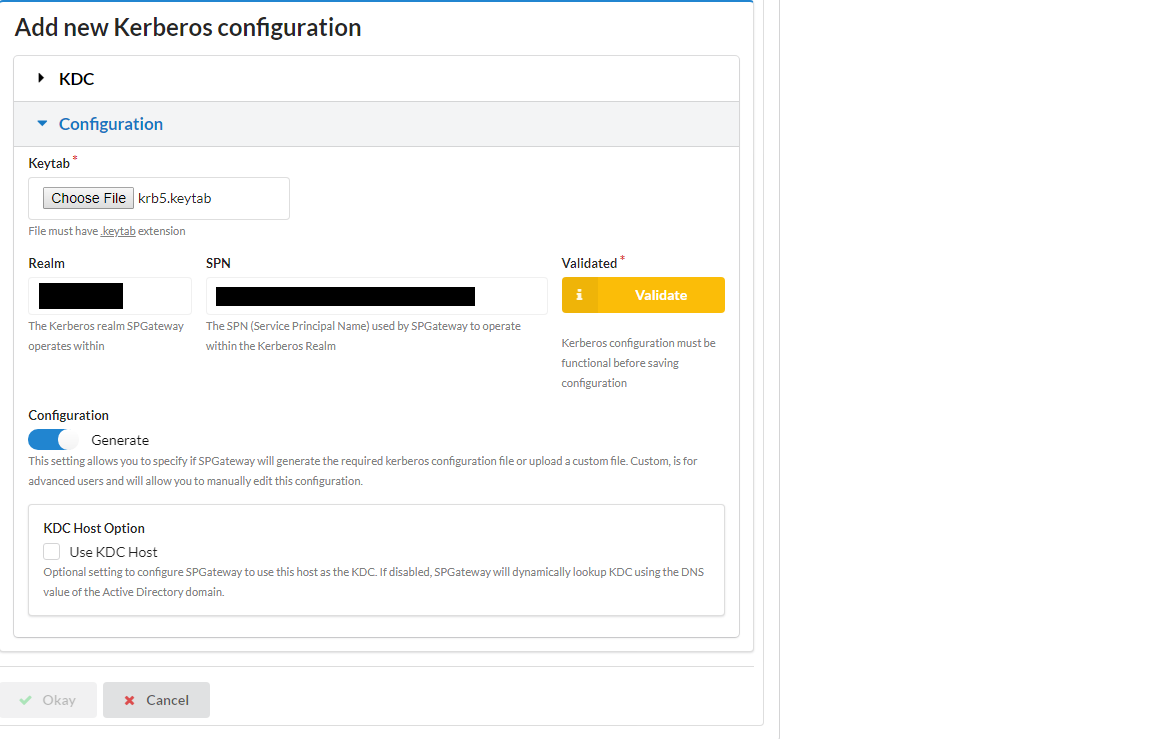 Add new Kerberos configuration
KDC
Configuration
Keytab *
Choose File krb5.keytab
File must have .keytab extension
Realm SPN Validated *
Validate
The Kerberos realm SPGateway
operates within
The SPN (Service Principal Name) used by SPGateway to operate
within the Kerberos Realm
Kerberos configuration must be
functional before saving
configuration
Configuration
Generate
This setting allows you to specify if SPGateway will generate the required kerberos configuration file or upload a custom file. Custom, is for
advanced users and will allow you to manually edit this configuration.
KDC Host Option
Use KDC Host
Optional setting to configure SPGateway to use this host as the KDC. If disabled, SPGateway will dynamically lookup KDC using the DNS
value of the Active Directory domain.
Okay Cancel